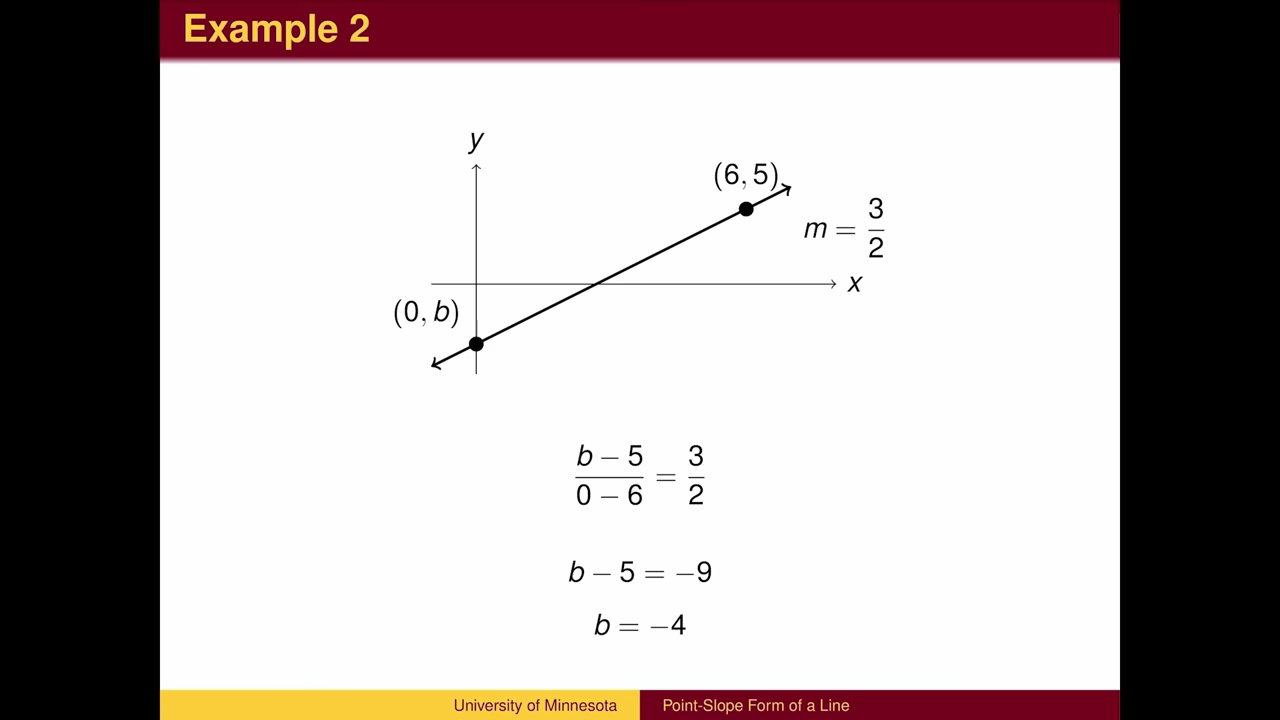 Example 2
y
(6, 5)
m = 3/2
x
(0, b)
b − 5 / 0 − 6 = 3/2
b − 5 = −9
b = −4
University of Minnesota
Point-Slope Form of a Line